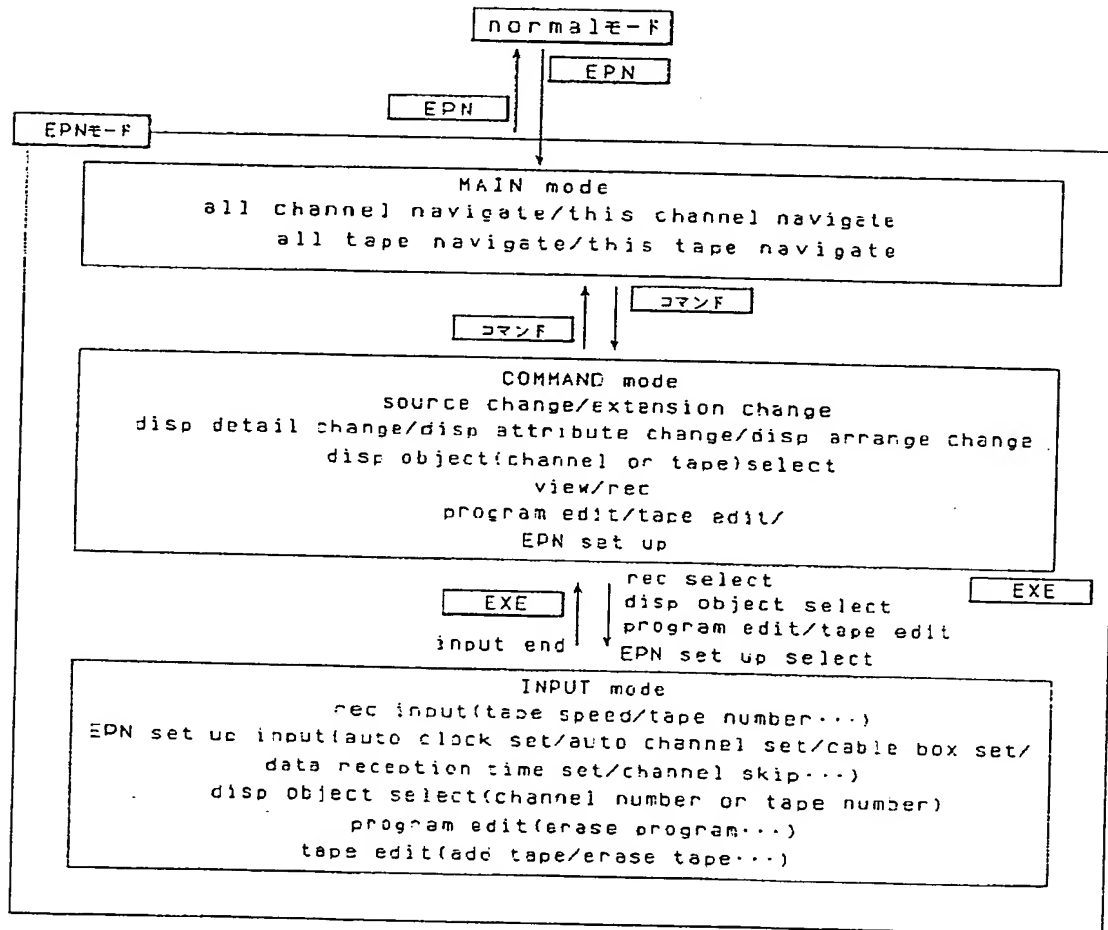 normalモード
EPN
EPN
EPNモード
MAIN mode
all channel navigate/this channel navigate
all tape navigate/this tape navigate
コマンド
コマンド
COMMAND mode
source change/extension change
disp detail change/disp attribute change/disp arrange change
disp object(channel or tape)select
view/rec
program edit/tape edit/
EPN set up
EXE
input end
rec select
disp object select
program edit/tape edit
EPN set up select
EXE
INPUT mode
rec input(tape speed/tape number···)
EPN set up input(auto clock set/auto channel set/cable box set/
data reception time set/channel skip···)
disp object select(channel number or tape number)
program edit(erase program···)
tape edit(add tape/erase tape···)